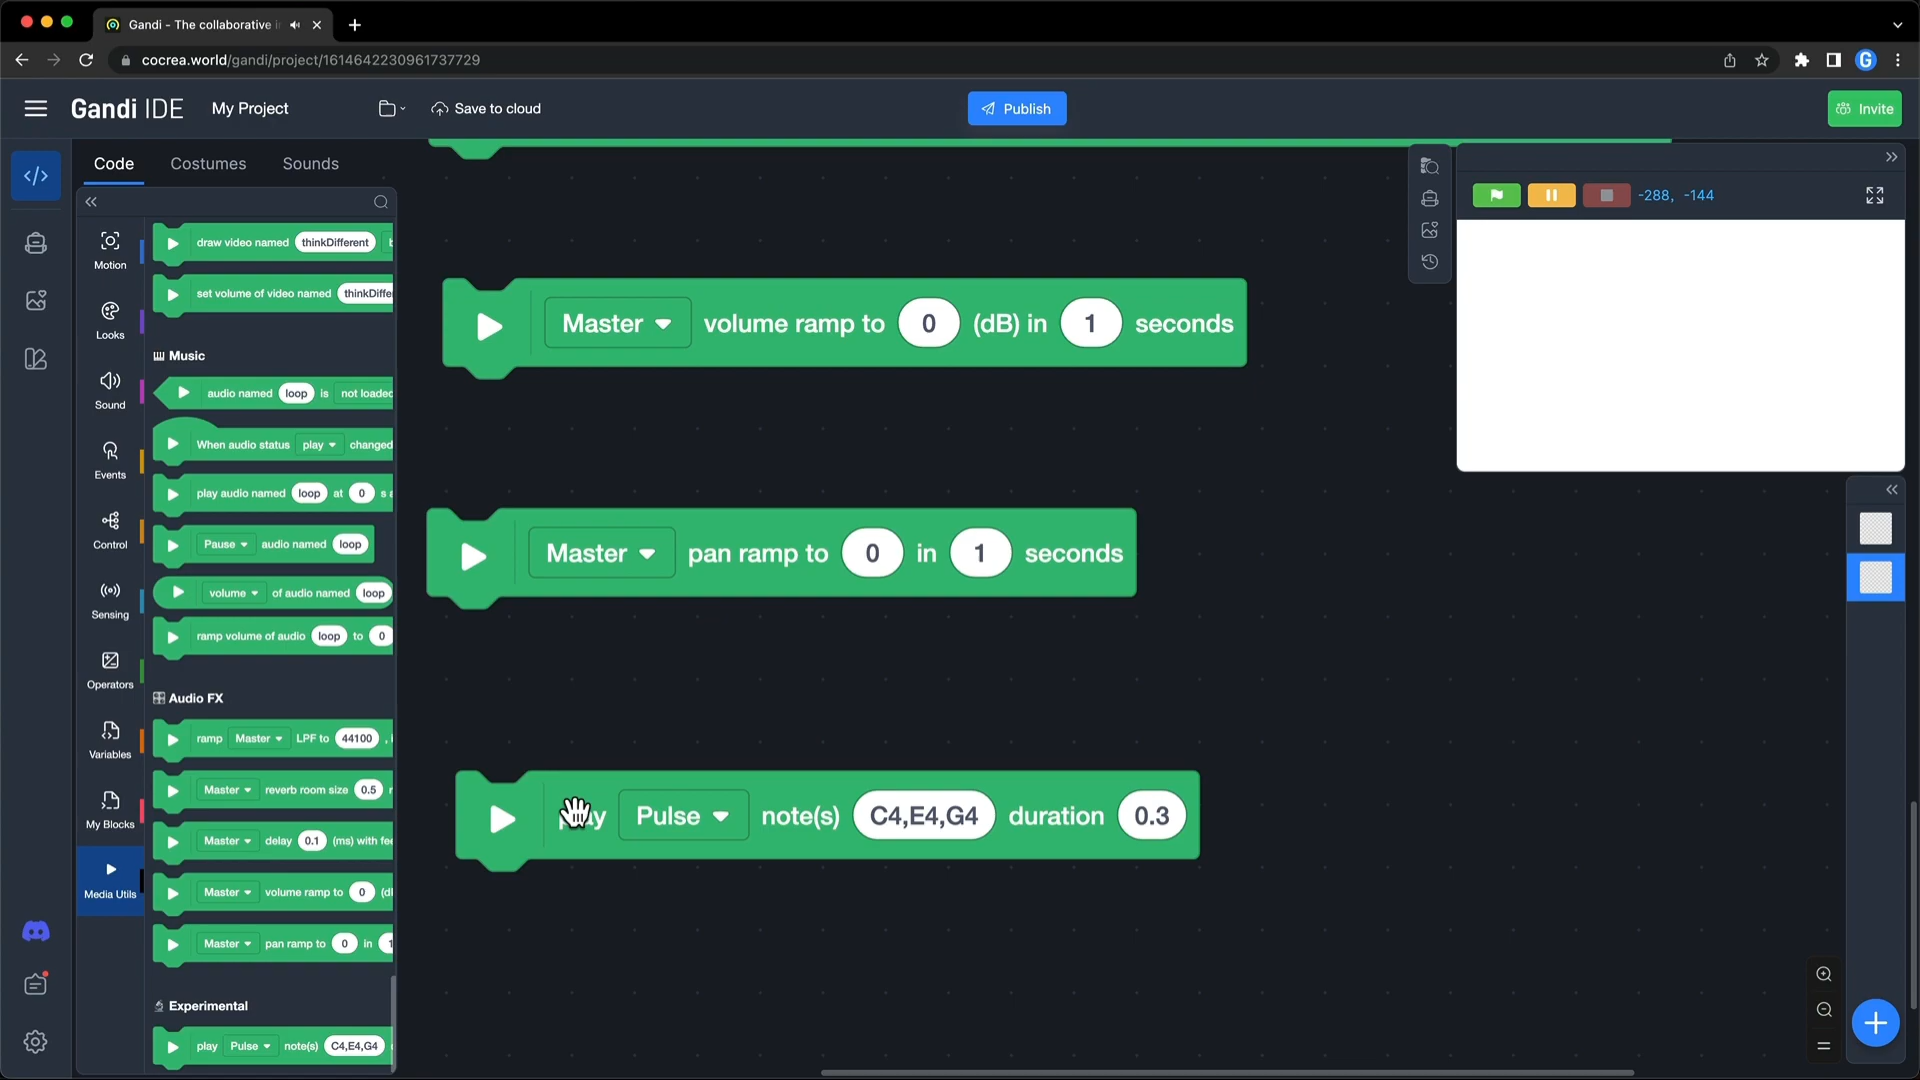 Gandi - The collaborative i
cocrea.world/gandi/project/1614642230961737729
G
Gandi IDE
My Project
Save to cloud
Publish
Invite
Code
Costumes
Sounds
-288, -144
Motion
Looks
Sound
Events
Control
Sensing
Operators
Variables
My Blocks
Media Utils
draw video named thinkDifferent
set volume of video named thinkDiffe
Music
audio named loop is not loaded
When audio status play changed
play audio named loop at 0 s a
Pause audio named loop
volume of audio named loop
ramp volume of audio loop to 0
Audio FX
ramp Master LPF to 44100 ,
Master reverb room size 0.5
Master delay 0.1 (ms) with fee
Master volume ramp to 0 (d
Master pan ramp to 0 in 1
Experimental
play Pulse note(s) C4,E4,G4
Master volume ramp to 0 (dB) in 1 seconds
Master pan ramp to 0 in 1 seconds
play Pulse note(s) C4,E4,G4 duration 0.3